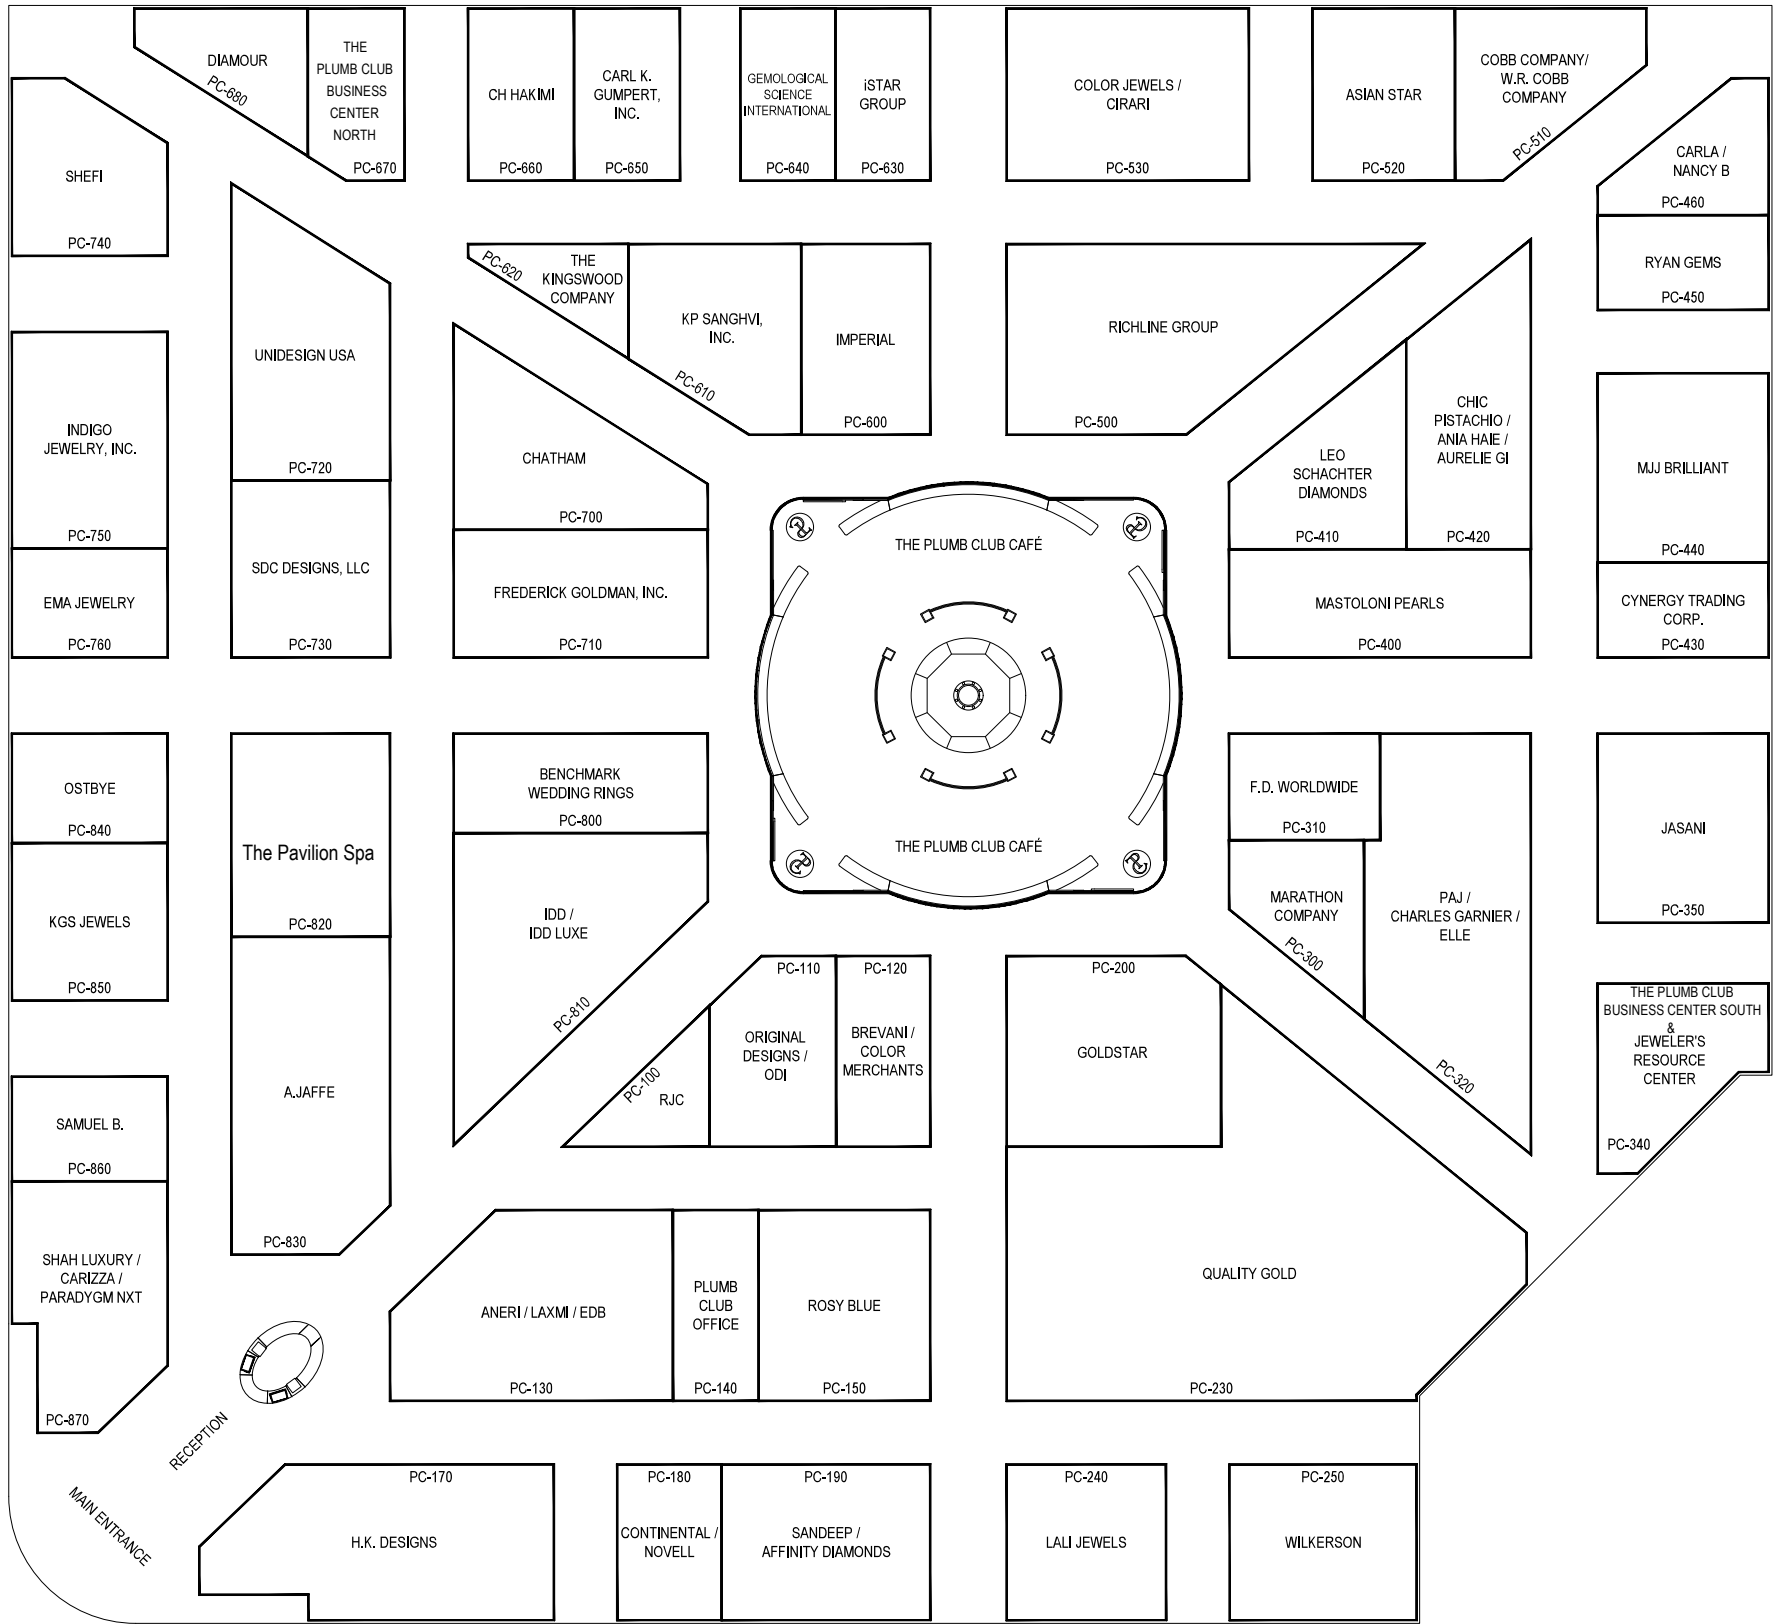 DIAMOUR
PC-680
THE
PLUMB CLUB
BUSINESS
CENTER
NORTH
PC-670
CH HAKIMI
PC-660
CARL K.
GUMPERT,
INC.
PC-650
GEMOLOGICAL
SCIENCE
INTERNATIONAL
PC-640
iSTAR
GROUP
PC-630
COLOR JEWELS /
CIRARI
PC-530
ASIAN STAR
PC-520
COBB COMPANY/
W.R. COBB
COMPANY
PC-510
CARLA /
NANCY B
PC-460
RYAN GEMS
PC-450
SHEFI
PC-740
UNIDESIGN USA
PC-720
THE
KINGSWOOD
COMPANY
PC-620
KP SANGHVI,
INC.
PC-610
IMPERIAL
PC-600
RICHLINE GROUP
PC-500
INDIGO
JEWELRY, INC.
PC-750
CHATHAM
PC-700
LEO
SCHACHTER
DIAMONDS
PC-410
CHIC
PISTACHIO /
ANIA HAIE /
AURELIE GI
PC-420
MJJ BRILLIANT
PC-440
EMA JEWELRY
PC-760
SDC DESIGNS, LLC
PC-730
FREDERICK GOLDMAN, INC.
PC-710
THE PLUMB CLUB CAFÉ
MASTOLONI PEARLS
PC-400
CYNERGY TRADING
CORP.
PC-430
OSTBYE
PC-840
The Pavilion Spa
PC-820
BENCHMARK
WEDDING RINGS
PC-800
THE PLUMB CLUB CAFÉ
F.D. WORLDWIDE
PC-310
JASANI
PC-350
KGS JEWELS
PC-850
IDD /
IDD LUXE
PC-810
MARATHON
COMPANY
PC-300
PAJ /
CHARLES GARNIER /
ELLE
PC-320
THE PLUMB CLUB
BUSINESS CENTER SOUTH
&
JEWELER'S
RESOURCE
CENTER
PC-340
A.JAFFE
PC-830
PC-100
RJC
PC-110
ORIGINAL
DESIGNS /
ODI
PC-120
BREVANI /
COLOR
MERCHANTS
PC-200
GOLDSTAR
SAMUEL B.
PC-860
SHAH LUXURY /
CARIZZA /
PARADYGM NXT
PC-870
ANERI / LAXMI / EDB
PC-130
PLUMB
CLUB
OFFICE
PC-140
ROSY BLUE
PC-150
QUALITY GOLD
PC-230
RECEPTION
MAIN ENTRANCE
PC-170
H.K. DESIGNS
PC-180
CONTINENTAL /
NOVELL
PC-190
SANDEEP /
AFFINITY DIAMONDS
PC-240
LALI JEWELS
PC-250
WILKERSON